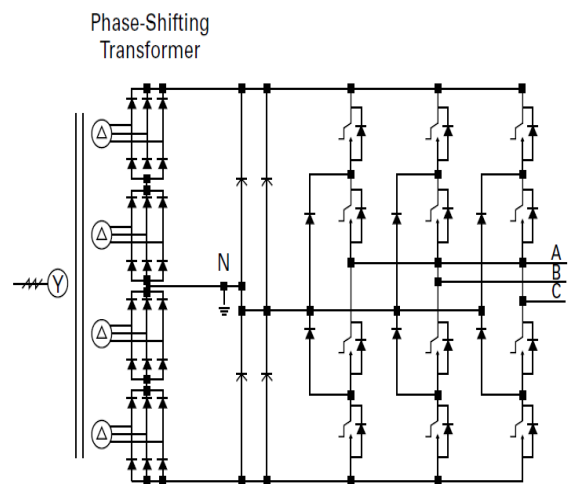 Phase-Shifting
Transformer
Δ
Δ
N
A
B
Y
C
Δ
Δ